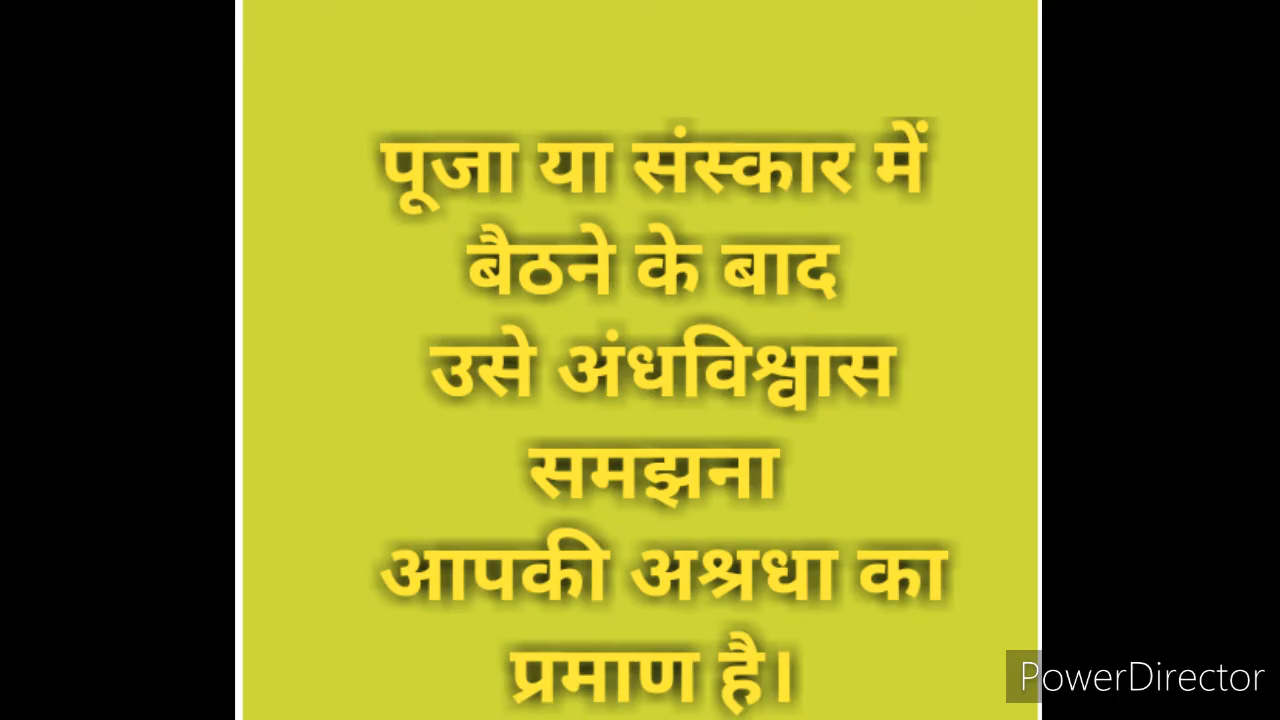 पूजा या संस्कार में
बैठने के बाद
उसे अंधविश्वास
समझना
आपकी अश्रधा का
प्रमाण है।
PowerDirector